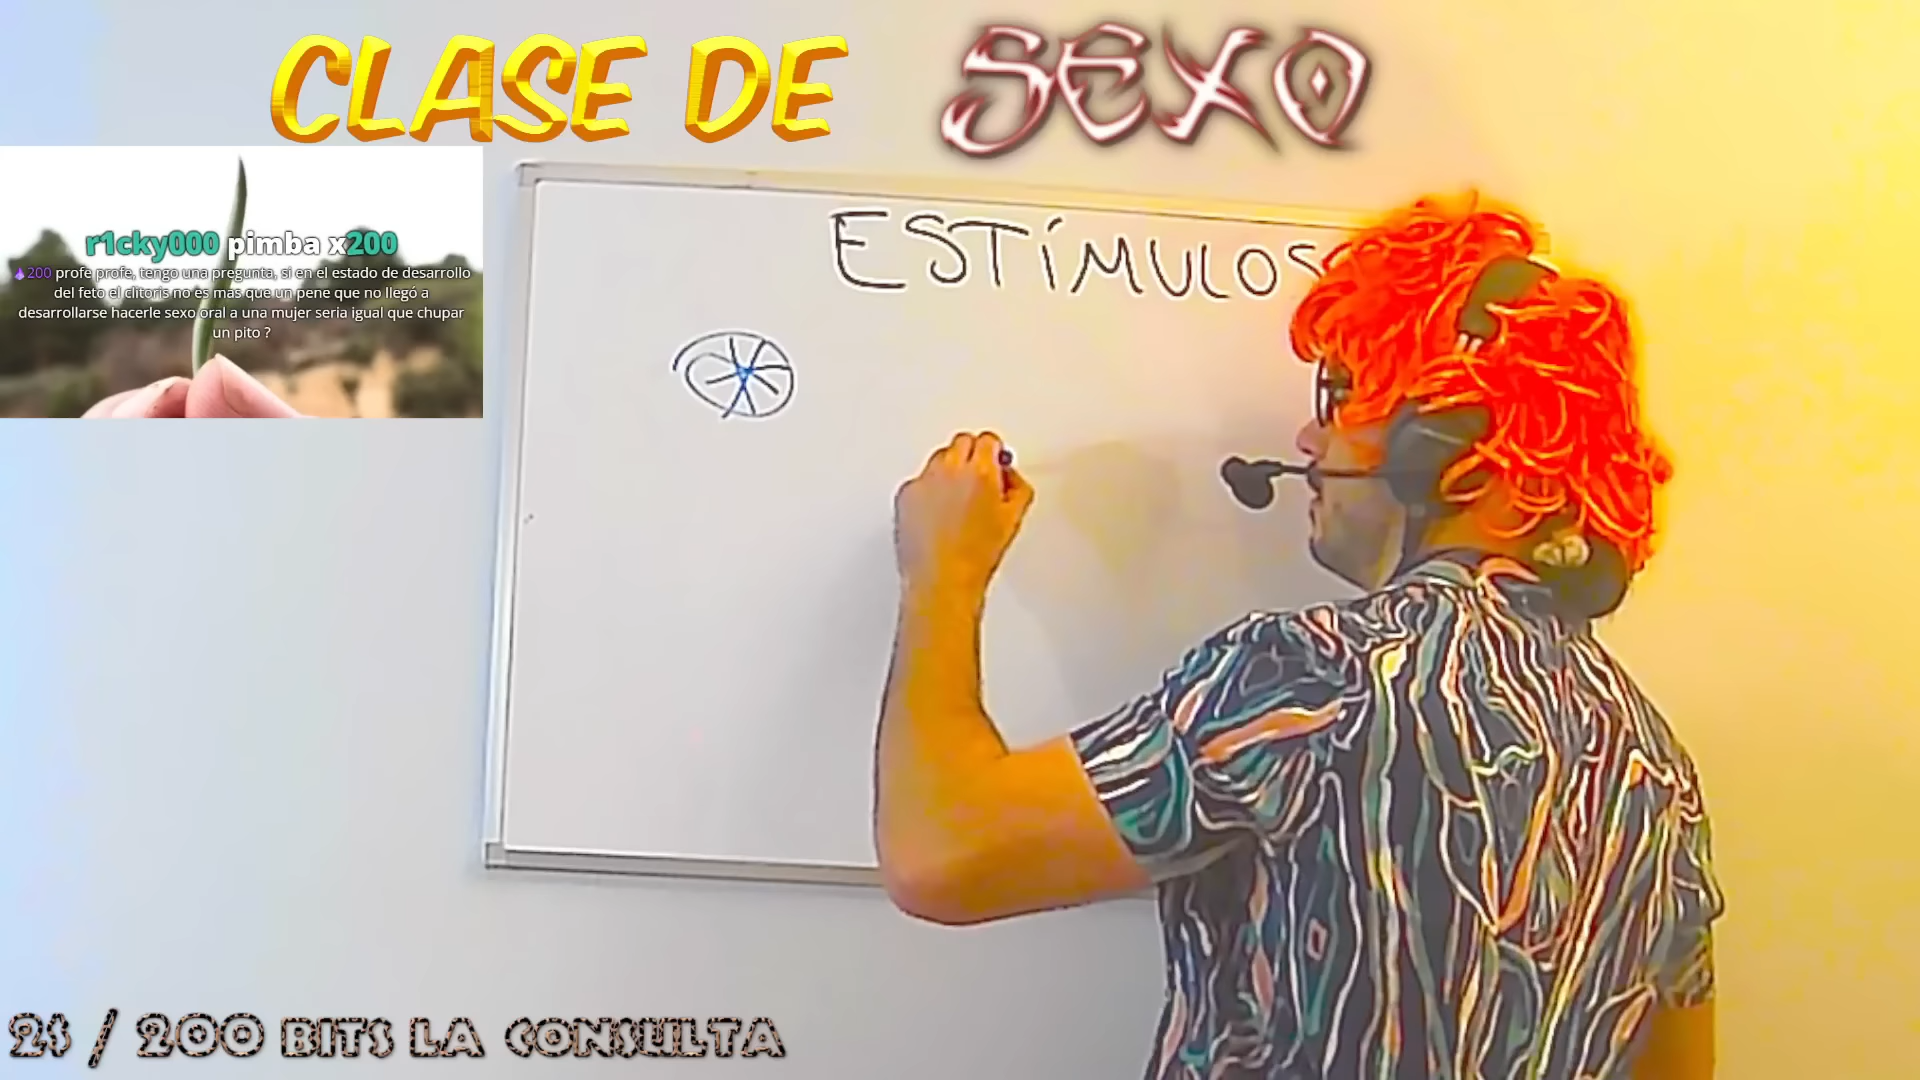 CLASE DE SEXO
r1cky000 pimba x200
200 profe profe, tengo una pregunta, si en el estado de desarrollo
del feto el clitoris no es mas que un pene que no llegó a
desarrollarse hacerle sexo oral a una mujer seria igual que chupar
un pito ?
ESTÍMULOS
2$ / 200 BITS LA CONSULTA